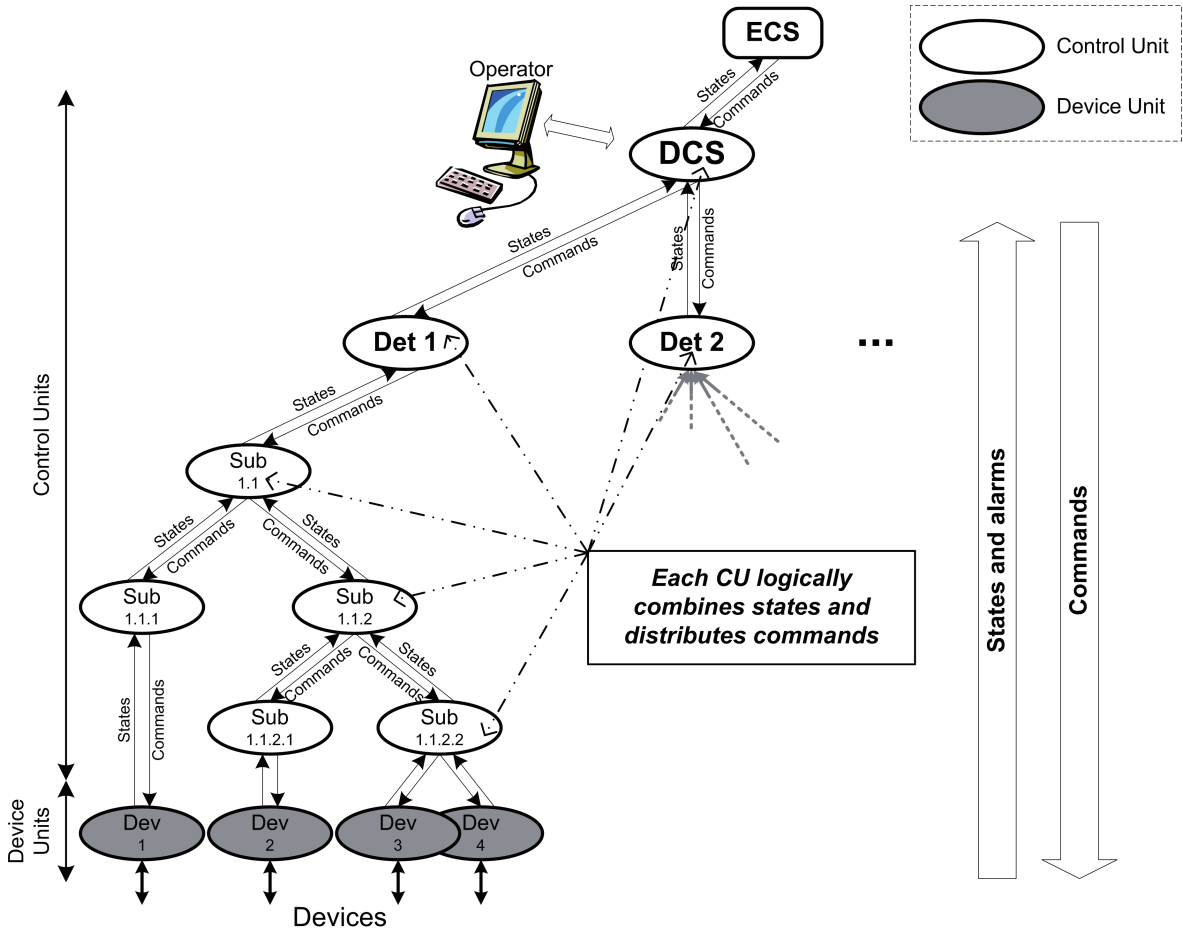 ECS
Control Unit
Device Unit
Operator
States
Commands
DCS
States
Commands
States
Commands
Det 1
Det 2
...
States
Commands
Control Units
Sub
1.1
States
Commands
States
Commands
Each CU logically
combines states and
distributes commands
States and alarms
Commands
Sub
1.1.1
Sub
1.1.2
States
Commands
States
Commands
States
Commands
Sub
1.1.2.1
Sub
1.1.2.2
Device
Units
Dev
1
Dev
2
Dev
3
Dev
4
Devices